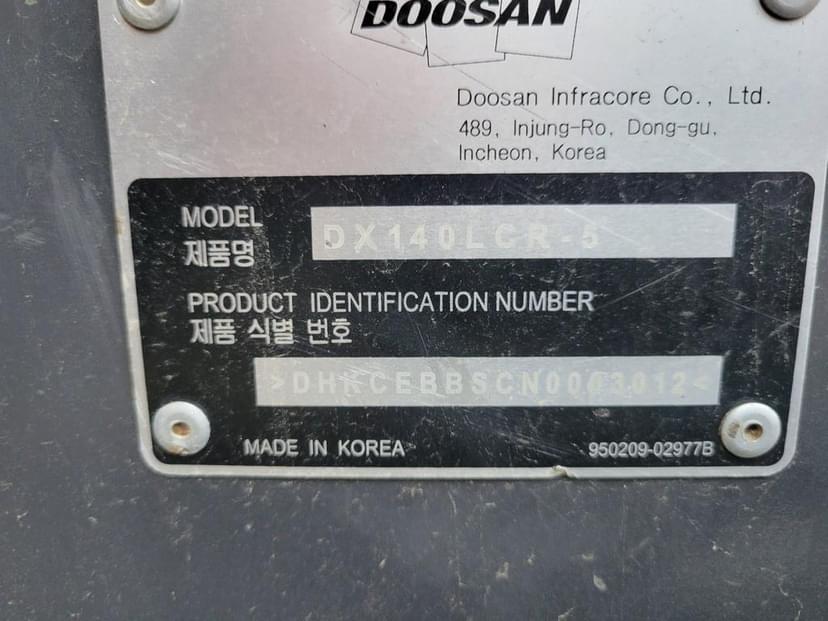 DOOSAN
Doosan Infracore Co., Ltd.
489, Injung-Ro, Dong-gu,
Incheon, Korea
MODEL
제품명
DX140LCR-5
PRODUCT IDENTIFICATION NUMBER
제품 식별 번호
>DHKCEBBSCN0003012<
MADE IN KOREA
950209-02977B